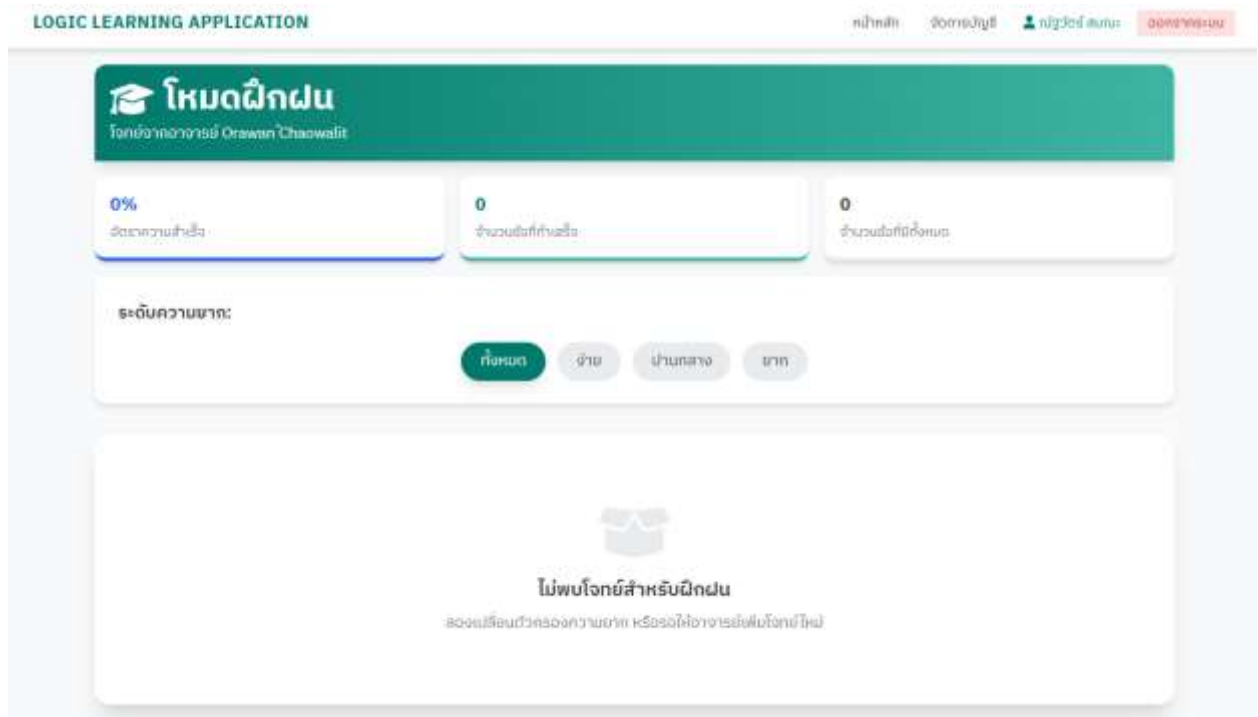 LOGIC LEARNING APPLICATION
หน้าหลัก จัดการบัญชี ณัฐวัตร์ ออกจากระบบ
โหมดฝึกฝน
โจทย์จากอาจารย์ Orawan Chaowalit
0%
อัตราความสำเร็จ
0
จำนวนข้อที่ทำเสร็จ
0
จำนวนข้อที่มีทั้งหมด
ระดับความยาก:
ทั้งหมด ง่าย ปานกลาง ยาก
ไม่พบโจทย์สำหรับฝึกฝน
ลองเปลี่ยนตัวกรองความยาก หรือรอให้อาจารย์เพิ่มโจทย์ใหม่